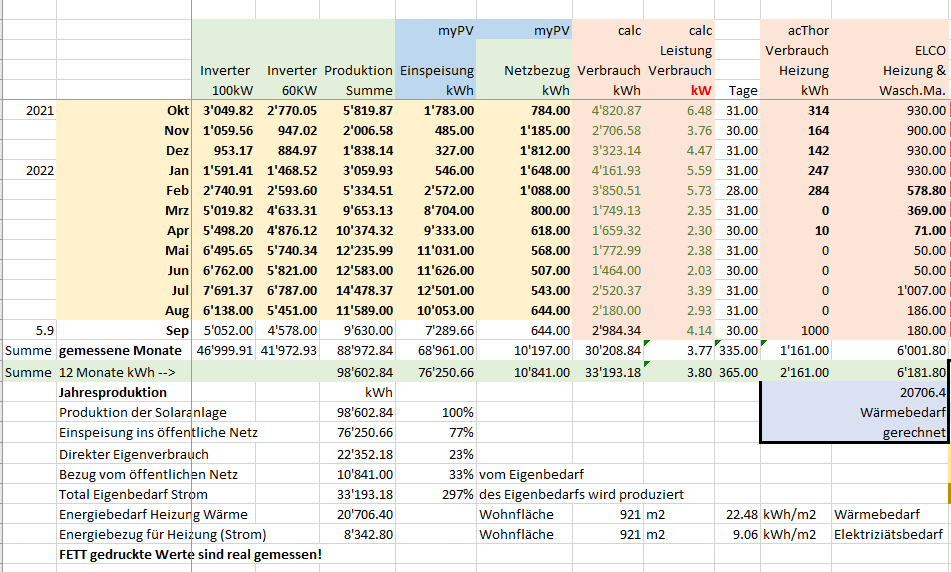 myPV myPV calc calc acThor
Leistung Verbrauch ELCO
Inverter Inverter Produktion Einspeisung Netzbezug Verbrauch Verbrauch Heizung Heizung &
100kW 60KW Summe kWh kWh kWh kW Tage kWh Wasch.Ma.
2021 Okt 3'049.82 2'770.05 5'819.87 1'783.00 784.00 4'820.87 6.48 31.00 314 930.00
Nov 1'059.56 947.02 2'006.58 485.00 1'185.00 2'706.58 3.76 30.00 164 900.00
Dez 953.17 884.97 1'838.14 327.00 1'812.00 3'323.14 4.47 31.00 142 930.00
2022 Jan 1'591.41 1'468.52 3'059.93 546.00 1'648.00 4'161.93 5.59 31.00 247 930.00
Feb 2'740.91 2'593.60 5'334.51 2'572.00 1'088.00 3'850.51 5.73 28.00 284 578.80
Mrz 5'019.82 4'633.31 9'653.13 8'704.00 800.00 1'749.13 2.35 31.00 0 369.00
Apr 5'498.20 4'876.12 10'374.32 9'333.00 618.00 1'659.32 2.30 30.00 10 71.00
Mai 6'495.65 5'740.34 12'235.99 11'031.00 568.00 1'772.99 2.38 31.00 0 50.00
Jun 6'762.00 5'821.00 12'583.00 11'626.00 507.00 1'464.00 2.03 30.00 0 50.00
Jul 7'691.37 6'787.00 14'478.37 12'501.00 543.00 2'520.37 3.39 31.00 0 1'007.00
Aug 6'138.00 5'451.00 11'589.00 10'053.00 644.00 2'180.00 2.93 31.00 0 186.00
5.9 Sep 5'052.00 4'578.00 9'630.00 7'289.66 644.00 2'984.34 4.14 30.00 1000 180.00
Summe gemessene Monate 46'999.91 41'972.93 88'972.84 68'961.00 10'197.00 30'208.84 3.77 335.00 1'161.00 6'001.80
Summe 12 Monate kWh --> 98'602.84 76'250.66 10'841.00 33'193.18 3.80 365.00 2'161.00 6'181.80
Jahresproduktion kWh 20706.4
Produktion der Solaranlage 98'602.84 100% Wärmebedarf
Einspeisung ins öffentliche Netz 76'250.66 77% gerechnet
Direkter Eigenverbrauch 22'352.18 23%
Bezug vom öffentlichen Netz 10'841.00 33% vom Eigenbedarf
Total Eigenbedarf Strom 33'193.18 297% des Eigenbedarfs wird produziert
Energiebedarf Heizung Wärme 20'706.40 Wohnfläche 921 m2 22.48 kWh/m2 Wärmebedarf
Energiebezug für Heizung (Strom) 8'342.80 Wohnfläche 921 m2 9.06 kWh/m2 Elektriziätsbedarf
FETT gedruckte Werte sind real gemessen!